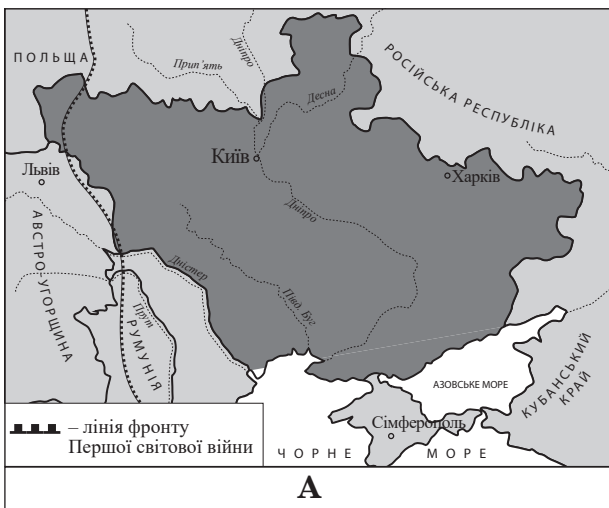 ПОЛЬЩА
Прип'ять
Дніпро
Десна
РОСІЙСЬКА РЕСПУБЛІКА
Київ
Львів
Харків
Дніпро
АВСТРО-УГОРЩИНА
Дністер
Півд. Буг
Прут
РУМУНІЯ
АЗОВСЬКЕ МОРЕ
КУБАНСЬКИЙ
КРАЙ
Сімферополь
– лінія фронту
Першої світової війни
ЧОРНЕ МОРЕ
А